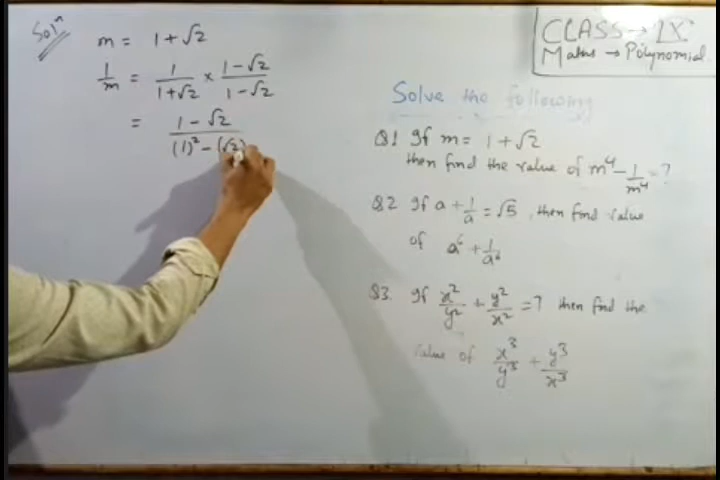 Solⁿ
m = 1 + √2
1/m = 1/(1+√2) × (1-√2)/(1-√2)
= (1-√2)/((1)² - (√2)
CLASS → IX
Maths → Polynomial
Solve the following
Q1 If m = 1 + √2
then find the value of m⁴ - 1/m⁴ = ?
Q2 If a + 1/a = √5, then find value
of a⁶ + 1/a⁶
Q3. If x²/y² + y²/x² = 7 then find the
value of x³/y³ + y³/x³